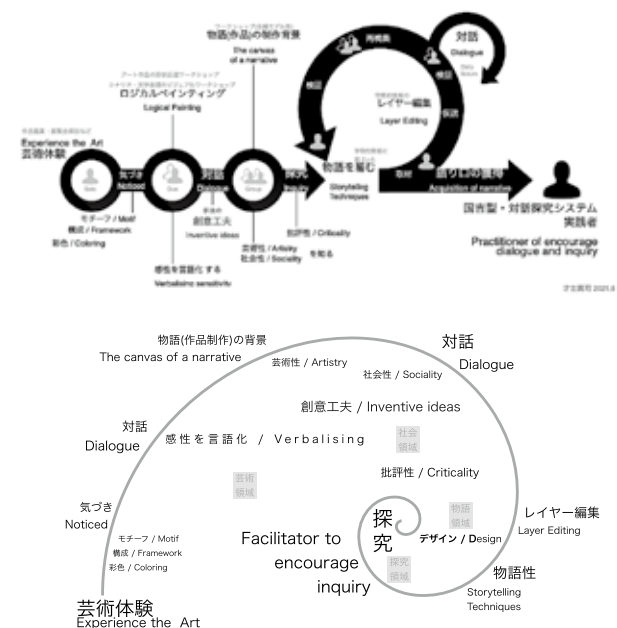 物語(作品)の制作背景
The canvas
of a narrative
ロジカルペインティング
Logical Painting
Experience the Art
芸術体験
気づき
Noticed
対話
Dialogue
探究
Inquiry
モチーフ / Motif
構成 / Framework
彩色 / Coloring
創意工夫
Inventive ideas
感性を言語化する
Verbalising sensitivity
芸術性 / Artistry
社会性 / Sociality
を知る
批評性 / Criticality
再編集
検証
検証
仮説
取材
レイヤー編集
Layer Editing
対話
Dialogue
物語を編む
Storytelling
Techniques
語り口の獲得
Acquisition of narrative
対話探究システム
実践者
Practitioner of encourage
dialogue and inquiry
物語(作品制作)の背景
The canvas of a narrative
芸術性 / Artistry
社会性 / Sociality
対話
Dialogue
創意工夫 / Inventive ideas
対話
Dialogue
感性を言語化 / Verbalising
社会
領域
批評性 / Criticality
芸術
領域
気づき
Noticed
モチーフ / Motif
構成 / Framework
彩色 / Coloring
探究
物語
領域
デザイン / Design
レイヤー編集
Layer Editing
Facilitator to
encourage
inquiry
探究
領域
物語性
Storytelling
Techniques
芸術体験
Experience the Art